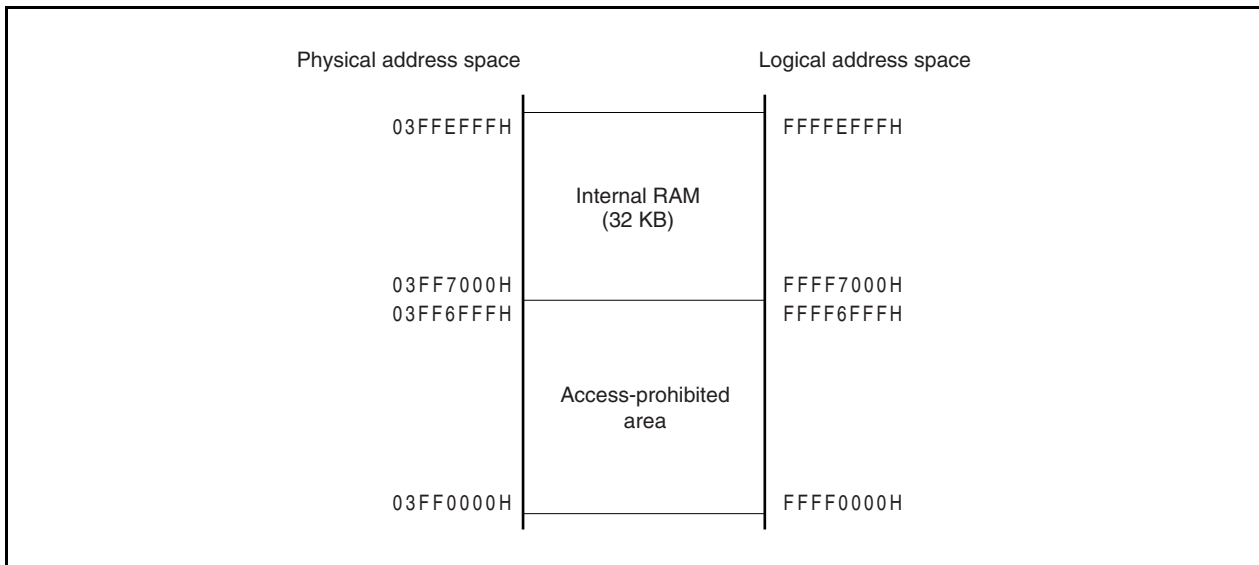 Physical address space
Logical address space
03FFEFFFH
FFFFEFFFH
Internal RAM
(32 KB)
03FF7000H
FFFF7000H
03FF6FFFH
FFFF6FFFH
Access-prohibited
area
03FF0000H
FFFF0000H